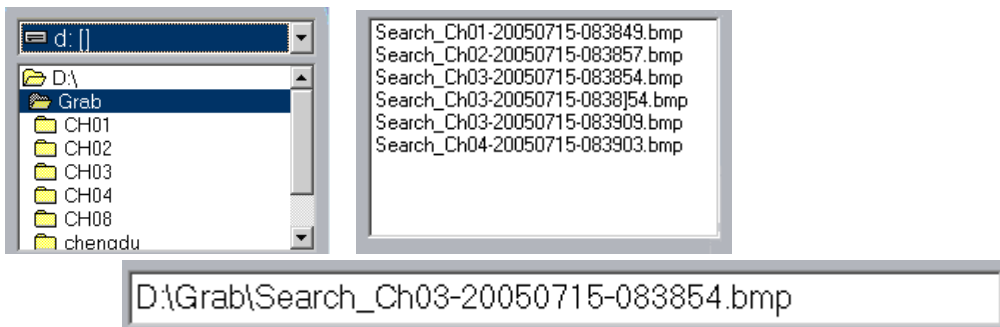 d: []
D:\
Grab
CH01
CH02
CH03
CH04
CH08
chengdu
Search_Ch01-20050715-083849.bmp
Search_Ch02-20050715-083857.bmp
Search_Ch03-20050715-083854.bmp
Search_Ch03-20050715-0838]54.bmp
Search_Ch03-20050715-083909.bmp
Search_Ch04-20050715-083903.bmp
D:\Grab\Search_Ch03-20050715-083854.bmp